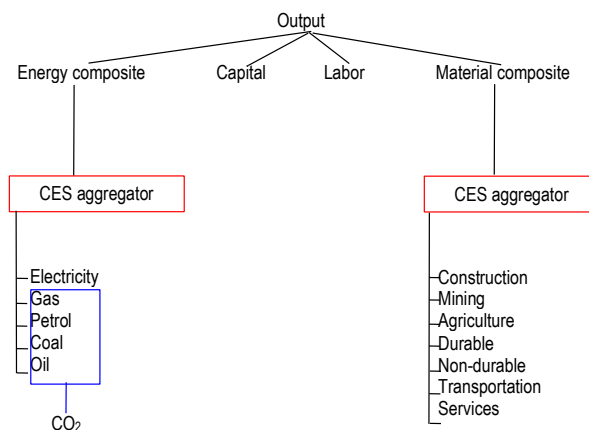 Output
Energy composite
Capital
Labor
Material composite
CES aggregator
CES aggregator
Electricity
Gas
Petrol
Coal
Oil
CO₂
Construction
Mining
Agriculture
Durable
Non-durable
Transportation
Services